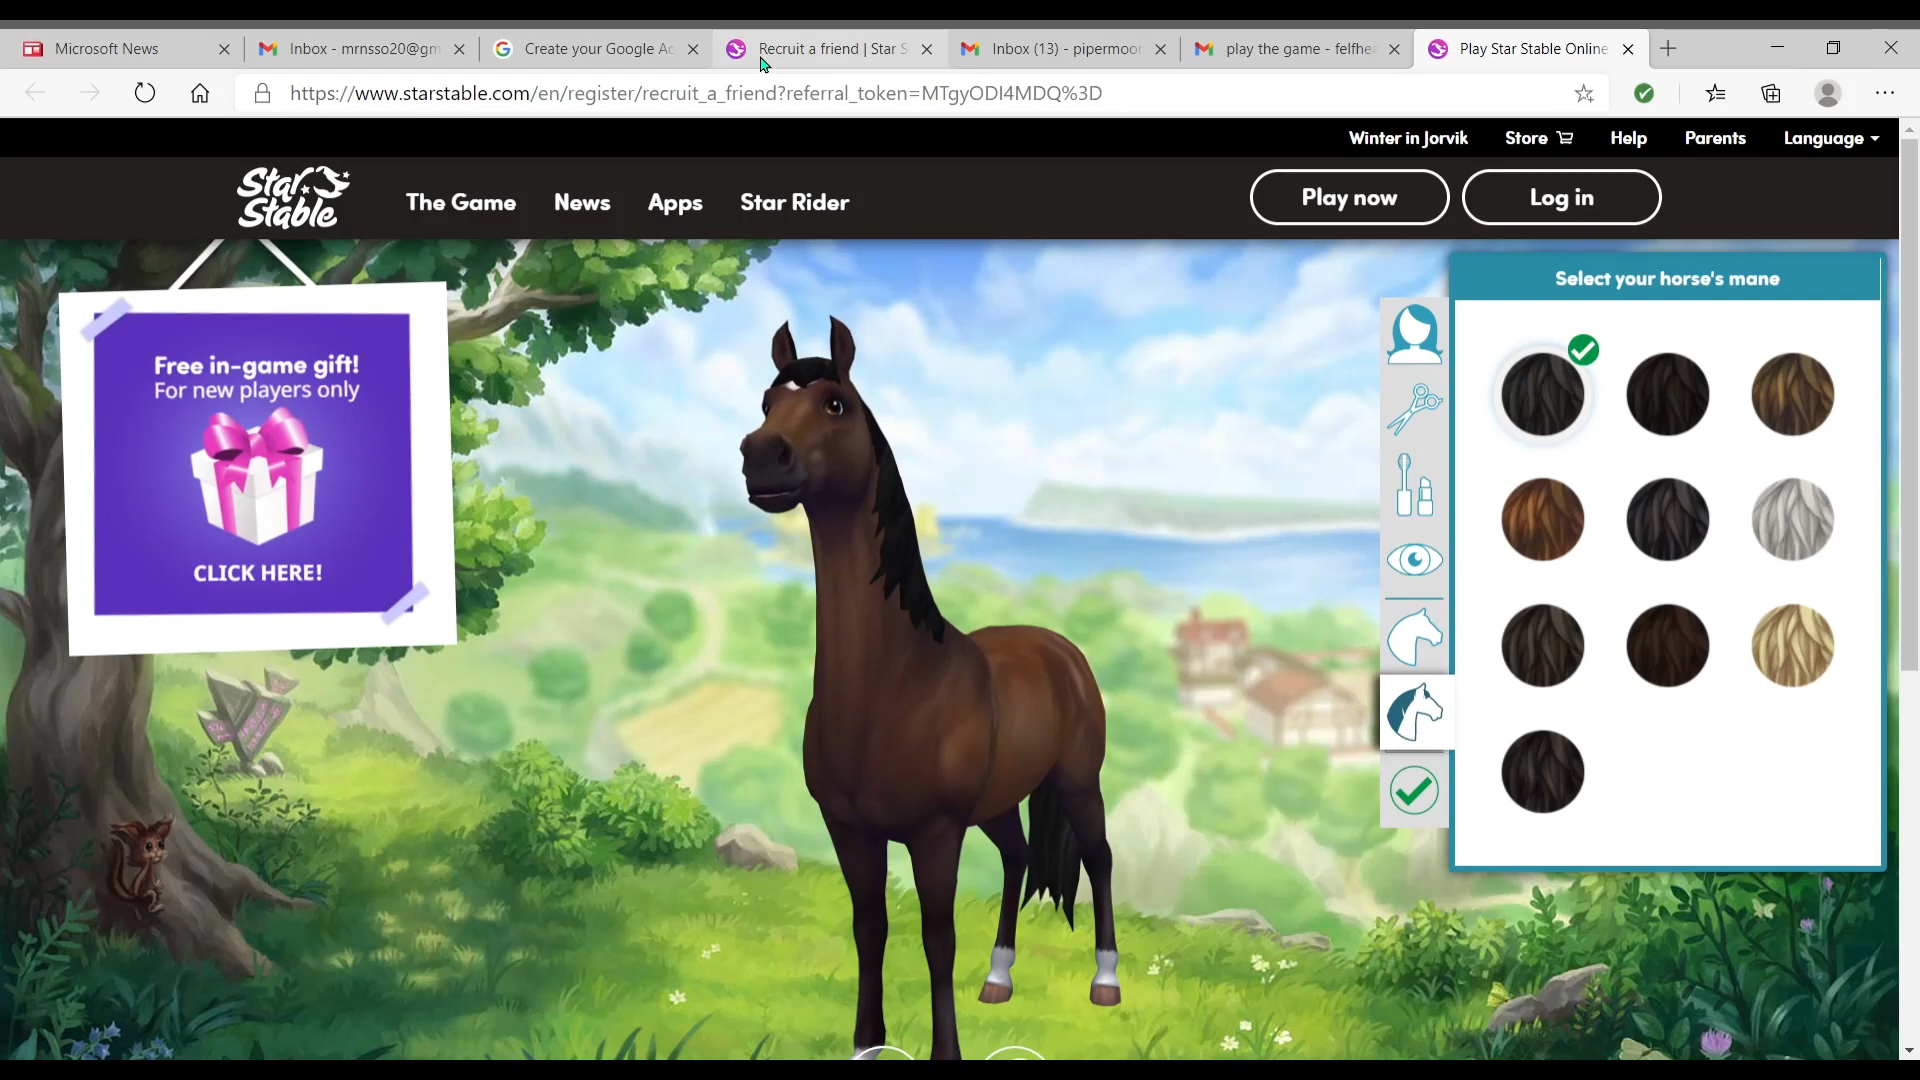 Microsoft News
Inbox - mrnsso20@gm
Create your Google Ac
Recruit a friend | Star S
Inbox (13) - pipermoor
play the game - felfhea
Play Star Stable Online
https://www.starstable.com/en/register/recruit_a_friend?referral_token=MTgyODI4MDQ%3D
Winter in Jorvik
Store
Help
Parents
Language
Star Stable
The Game
News
Apps
Star Rider
Play now
Log in
Free in-game gift!
For new players only
CLICK HERE!
Select your horse's mane